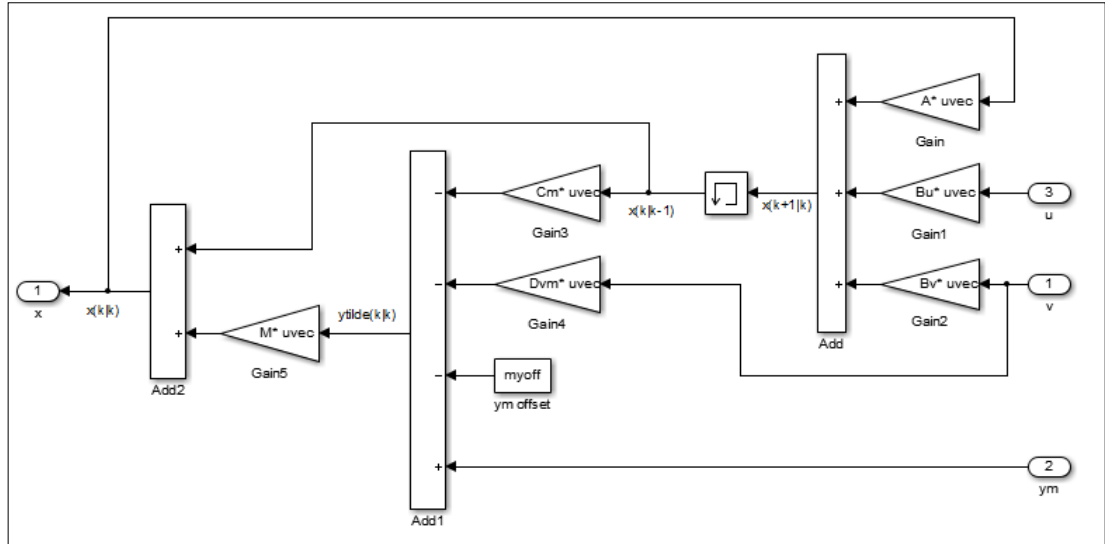 A* uvec
+
Gain
+
Cm* uvec
x(k|k-1)
x(k+1|k)
-
Gain3
Bu* uvec
+
Gain1
3
u
+
1
x
x(k|k)
-
Dvm* uvec
Gain4
Bv* uvec
+
Gain2
1
v
ytilde(k|k)
+
M* uvec
Gain5
Add
Add2
-
myoff
ym offset
+
2
ym
Add1